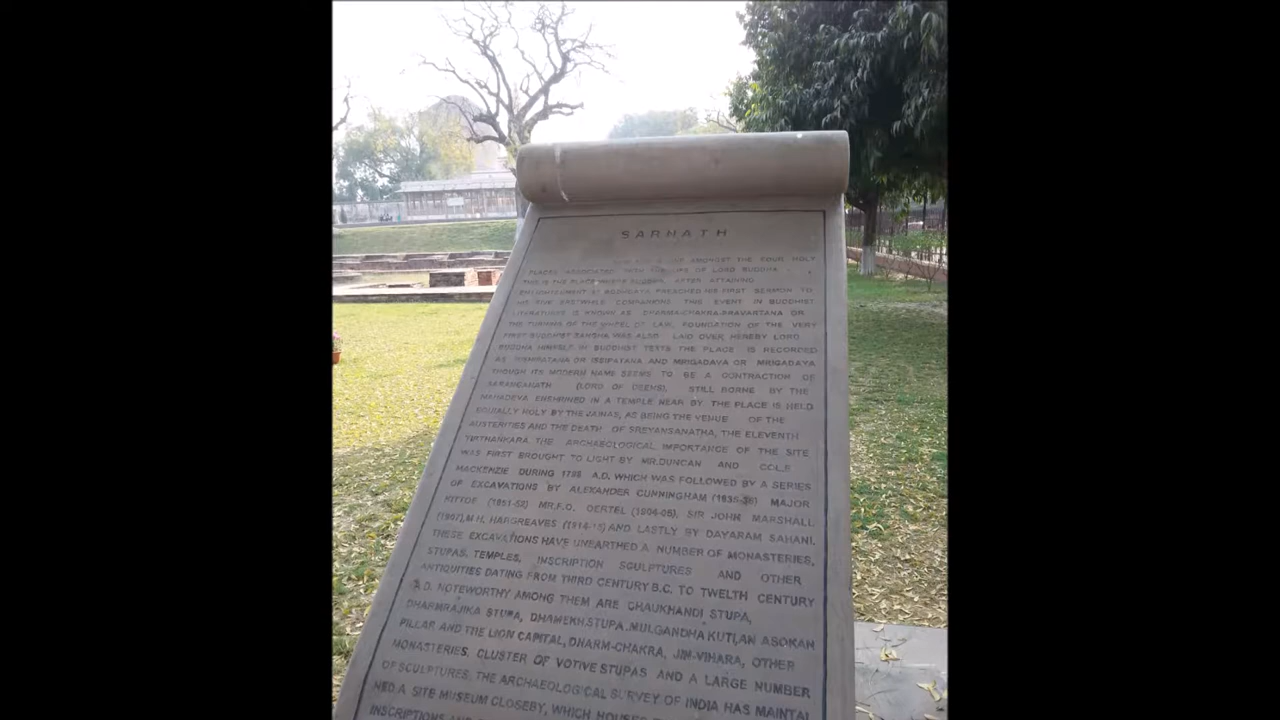 SARNATH
AMONGST THE FOUR HOLY
PLACES ASSOCIATED WITH THE LIFE OF LORD BUDDHA
THIS IS THE PLACE WHERE BUDDHA, AFTER ATTAINING
ENLIGHTENMENT AT BODHGAYA PREACHED HIS FIRST SERMON TO
HIS FIVE ERSTWHILE COMPANIONS THIS EVENT IN BUDDHIST
LITERATURE IS KNOWN AS DHARMA-CHAKRA-PRAVARTANA OR
THE TURNING OF THE WHEEL OF LAW. FOUNDATION OF THE VERY
FIRST BUDDHIST SANGHA WAS ALSO LAID OVER HEREBY LORD
BUDDHA HIMSELF IN BUDDHIST TEXTS THE PLACE IS RECORDED
AS RISHIPATANA OR ISSIPATANA AND MRIGADAVA OR MRIGADAYA
THOUGH ITS MODERN NAME SEEMS TO BE A CONTRACTION OF
SARANGANATH (LORD OF DEERS), STILL BORNE BY THE
MAHADEVA ENSHRINED IN A TEMPLE NEAR BY. THE PLACE IS HELD
EQUALLY HOLY BY THE JAINAS, AS BEING THE VENUE OF THE
AUSTERITIES AND THE DEATH OF SREYANSANATHA, THE ELEVENTH
TIRTHANKARA. THE ARCHAEOLOGICAL IMPORTANCE OF THE SITE
WAS FIRST BROUGHT TO LIGHT BY MR.DUNCAN AND COL.E
MACKENZIE DURING A.D. WHICH WAS FOLLOWED BY A SERIES
OF EXCAVATIONS BY ALEXANDER CUNNINGHAM (1835-36) MAJOR
KITTOE (1851-52) MR.F.O. OERTEL (1904-05), SIR JOHN MARSHALL
(1907),M.H. HARGREAVES (1914-15) AND LASTLY BY DAYARAM SAHANI.
THESE EXCAVATIONS HAVE UNEARTHED A NUMBER OF MONASTERIES,
STUPAS, TEMPLES, INSCRIPTION SCULPTURES AND OTHER
ANTIQUITIES DATING FROM THIRD CENTURY B.C. TO TWELTH CENTURY
A.D. NOTEWORTHY AMONG THEM ARE CHAUKHANDI STUPA,
DHARMRAJIKA STUPA, DHAMEKH.STUPA.MULGANDHA KUTI,AN ASOKAN
PILLAR AND THE LION CAPITAL, DHARM-CHAKRA, JIN-VIHARA, OTHER
MONASTERIES, CLUSTER OF VOTIVE STUPAS AND A LARGE NUMBER
OF SCULPTURES. THE ARCHAEOLOGICAL SURVEY OF INDIA HAS MAINTAI
NED A SITE MUSEUM CLOSEBY, WHICH HOUSES
INSCRIPTIONS AND